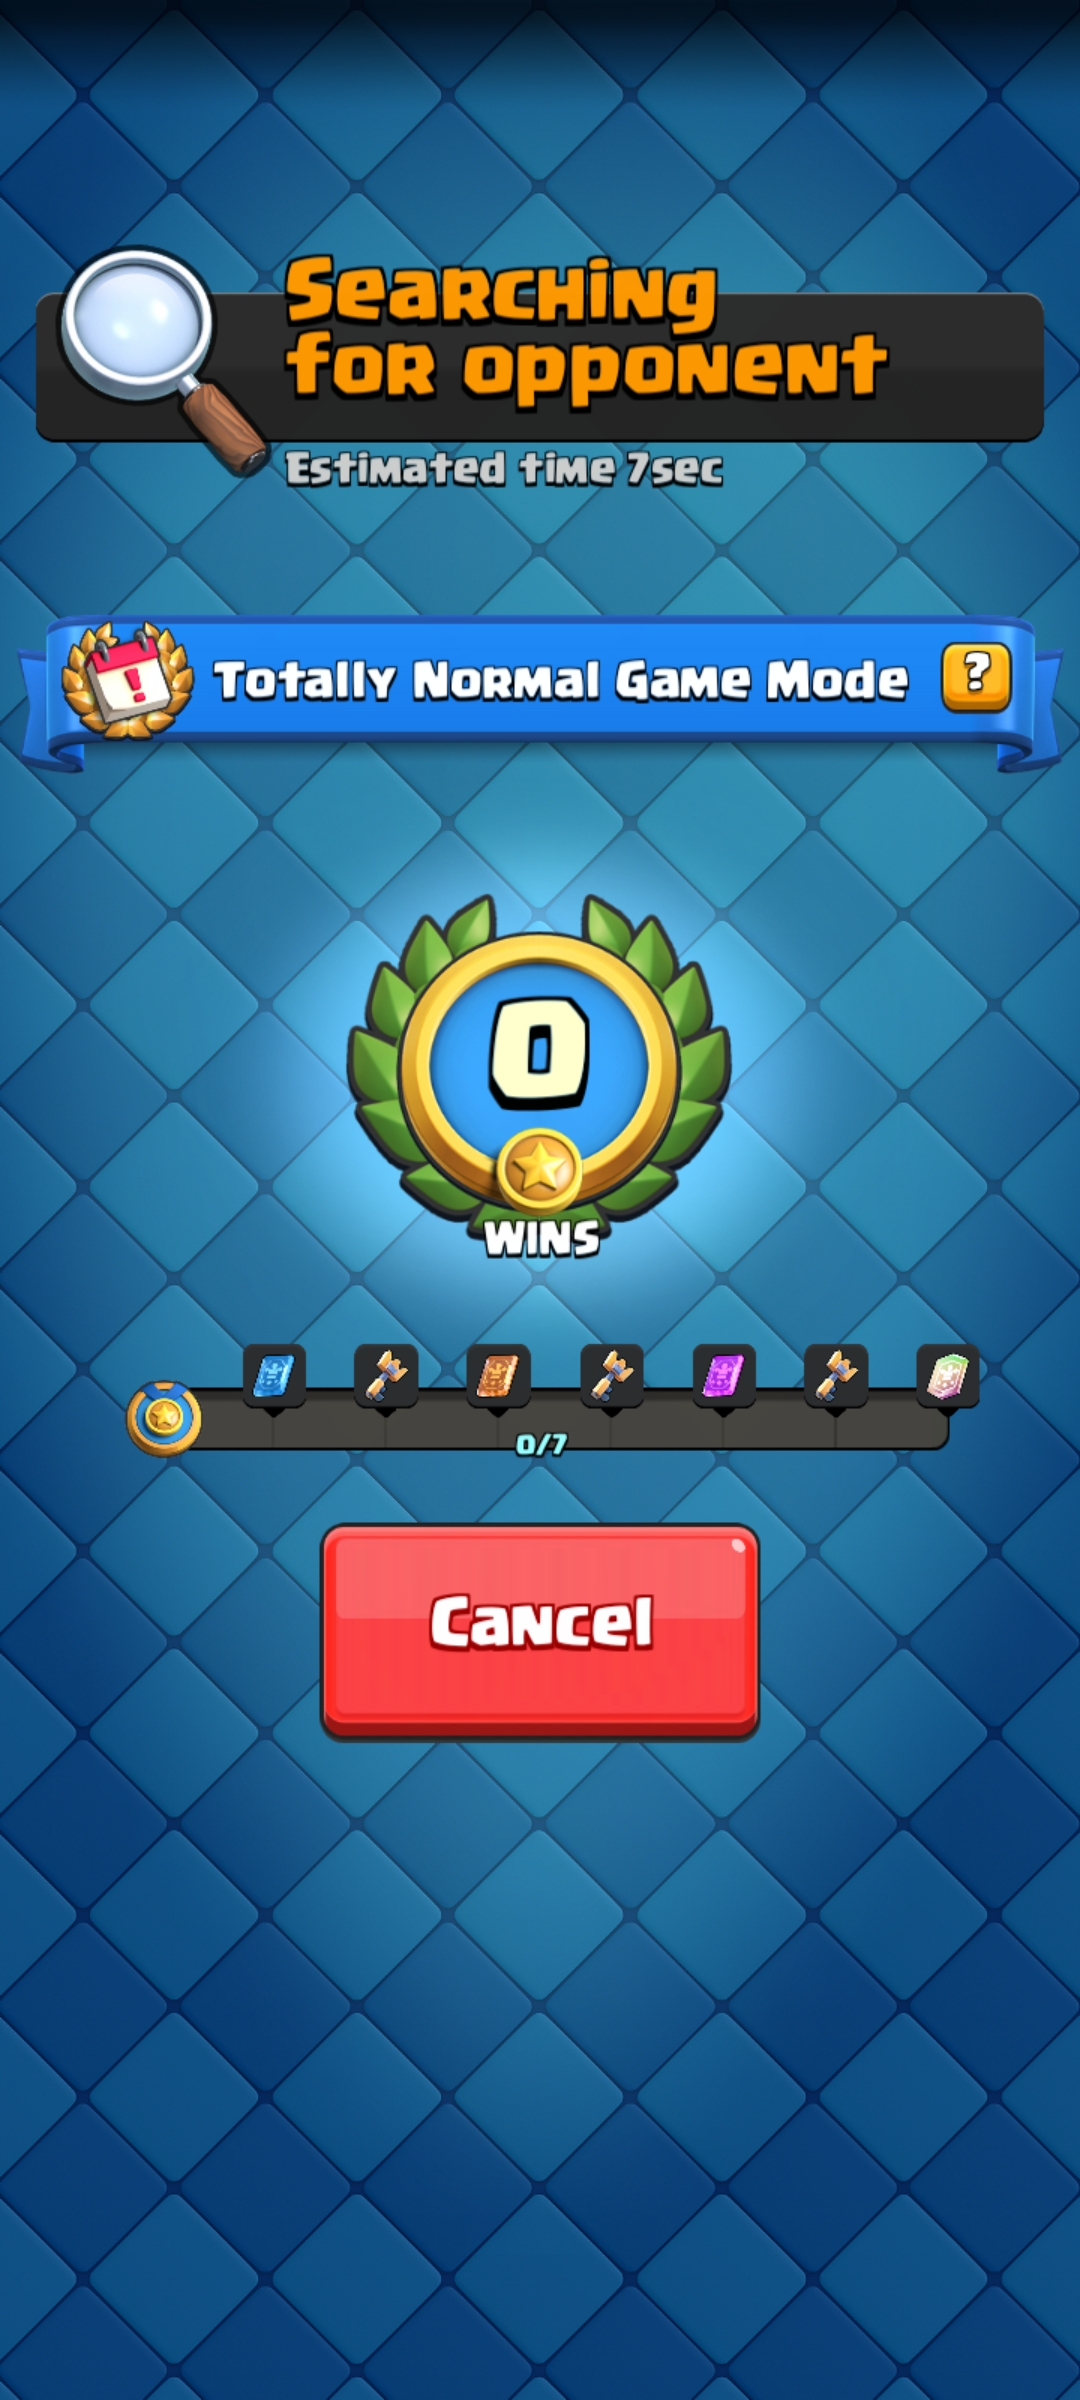 Searching
for opponent
Estimated time 7sec
!
Totally Normal Game Mode
?
0
WINS
0/7
Cancel